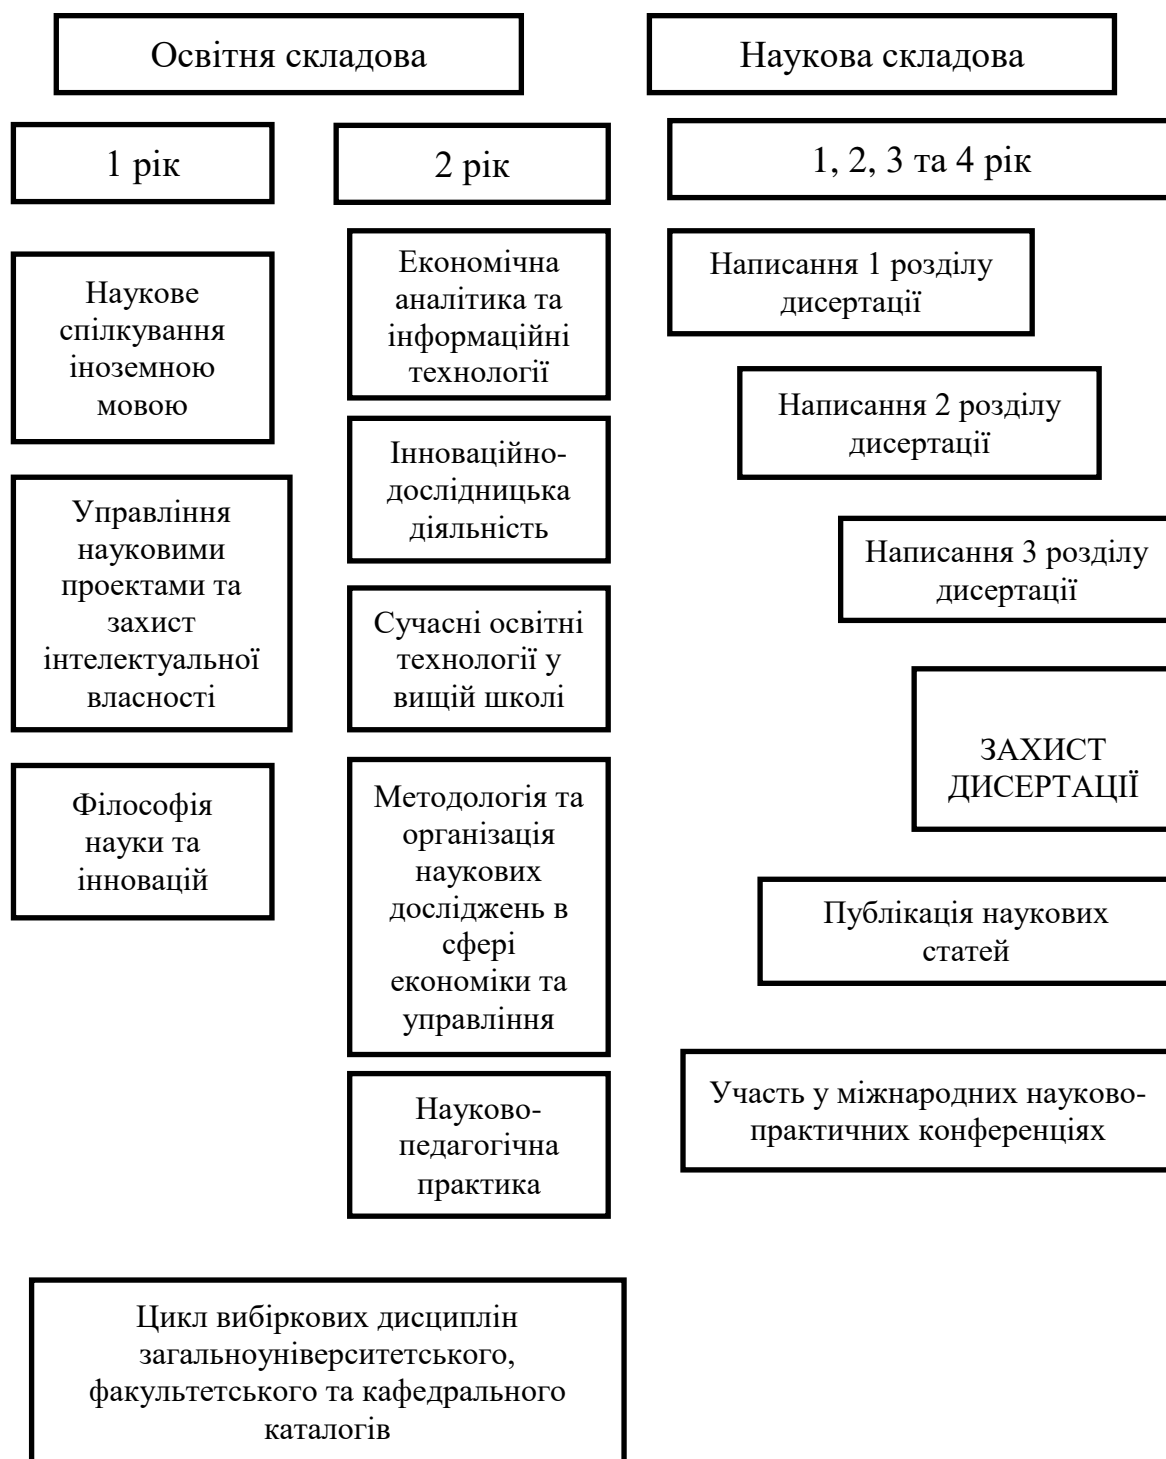 Освітня складова
Наукова складова
1 рік
2 рік
1, 2, 3 та 4 рік
Наукове
спілкування
іноземною
мовою
Управління
науковими
проектами та
захист
інтелектуальної
власності
Філософія
науки та
інновацій
Економічна
аналітика та
інформаційні
технології
Інноваційно-
дослідницька
діяльність
Сучасні освітні
технології у
вищій школі
Методологія та
організація
наукових
досліджень в
сфері
економіки та
управління
Науково-
педагогічна
практика
Написання 1 розділу
дисертації
Написання 2 розділу
дисертації
Написання 3 розділу
дисертації
ЗАХИСТ
ДИСЕРТАЦІЇ
Публікація наукових
статей
Участь у міжнародних науково-
практичних конференціях
Цикл вибіркових дисциплін
загальноуніверситетського,
факультетського та кафедрального
каталогів